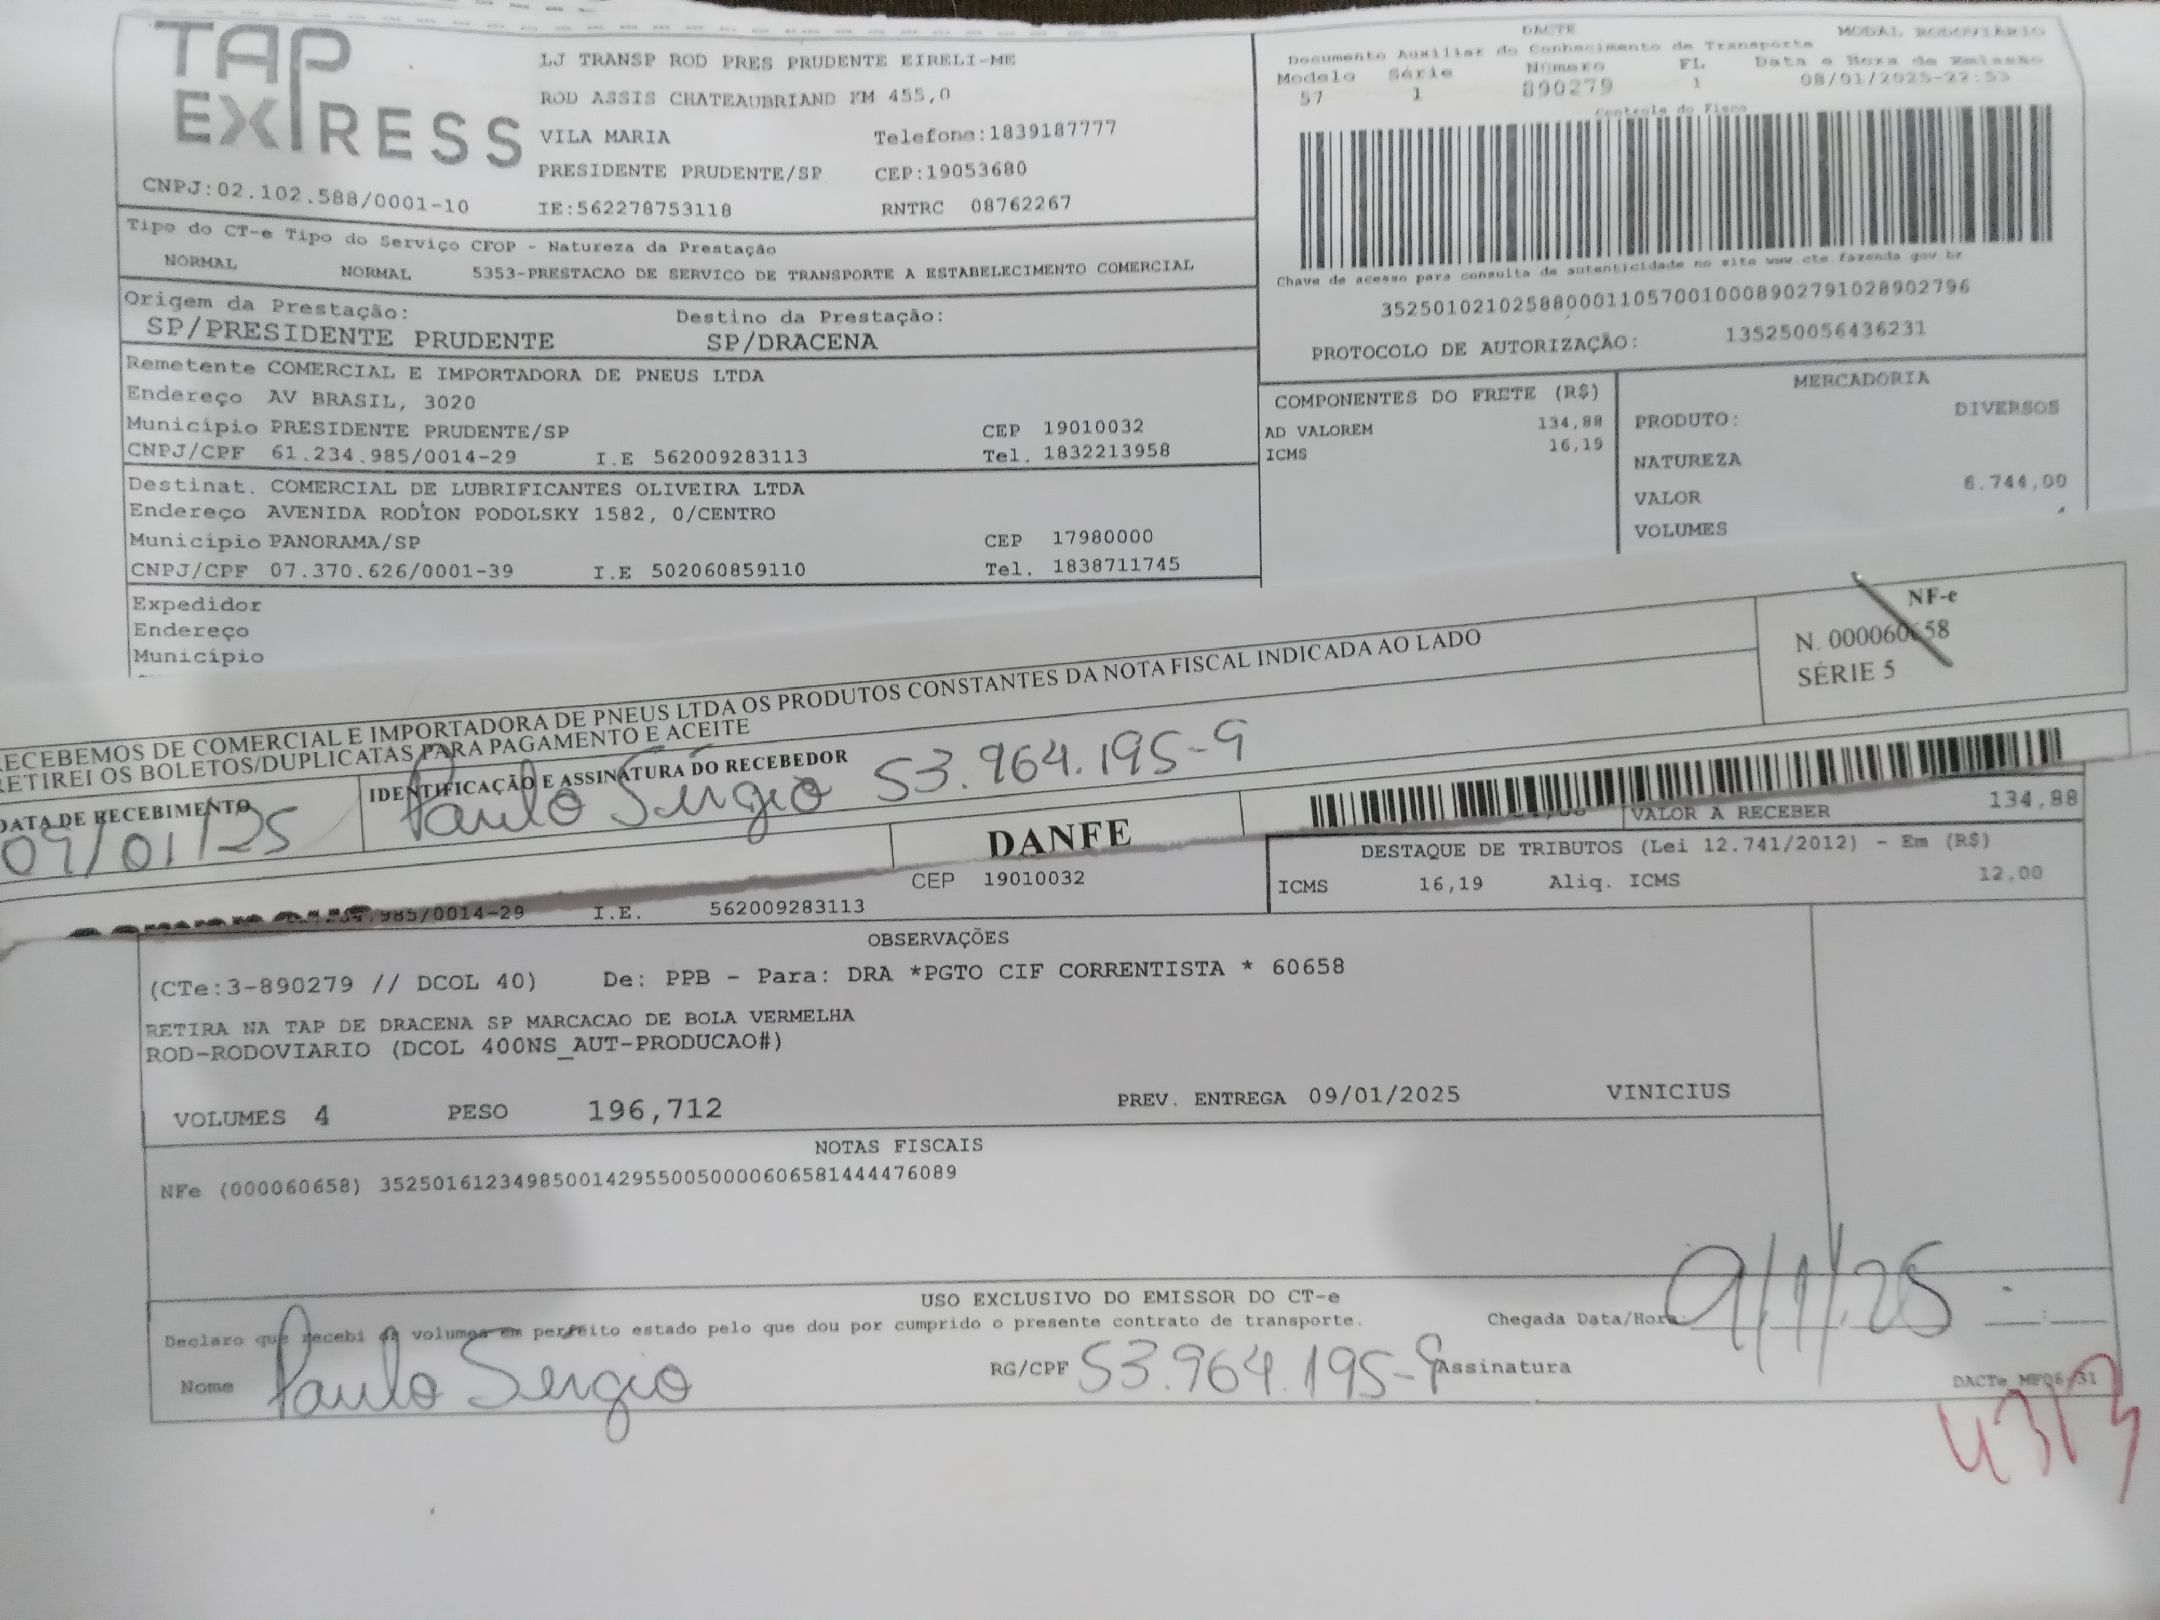 TAP
EXPRESS
LJ TRANSP ROD PRES PRUDENTE EIRELI-ME
ROD ASSIS CHATEAUBRIAND KM 455,0
VILA MARIA Telefone:1839187777
PRESIDENTE PRUDENTE/SP CEP:19053680
CNPJ:02.102.588/0001-10 IE:562278753118 RNTRC 08762267
DACTE MODAL RODOVIÁRIO
Documento Auxiliar do Conhecimento de Transporte
Modelo Série Número FL Data e Hora de Emissão
57 1 890279 1 08/01/2025-22:53
Controle do Fisco
Chave de acesso para consulta de autenticidade no site www.cte.fazenda.gov.br
35250102102588000110570010008902791028902796
PROTOCOLO DE AUTORIZAÇÃO: 135250056436231
Tipo do CT-e Tipo do Serviço CFOP - Natureza da Prestação
NORMAL NORMAL 5353-PRESTACAO DE SERVICO DE TRANSPORTE A ESTABELECIMENTO COMERCIAL
Origem da Prestação: Destino da Prestação:
SP/PRESIDENTE PRUDENTE SP/DRACENA
Remetente COMERCIAL E IMPORTADORA DE PNEUS LTDA
Endereço AV BRASIL, 3020
Município PRESIDENTE PRUDENTE/SP CEP 19010032
CNPJ/CPF 61.234.985/0014-29 I.E 562009283113 Tel. 1832213958
Destinat. COMERCIAL DE LUBRIFICANTES OLIVEIRA LTDA
Endereço AVENIDA RODION PODOLSKY 1582, 0/CENTRO
Município PANORAMA/SP CEP 17980000
CNPJ/CPF 07.370.626/0001-39 I.E 502060859110 Tel. 1838711745
Expedidor
Endereço
Município
COMPONENTES DO FRETE (R$)
AD VALOREM 134,88
ICMS 16,19
MERCADORIA
PRODUTO: DIVERSOS
NATUREZA
VALOR 6.744,00
VOLUMES
RECEBEMOS DE COMERCIAL E IMPORTADORA DE PNEUS LTDA OS PRODUTOS CONSTANTES DA NOTA FISCAL INDICADA AO LADO
RETIREI OS BOLETOS/DUPLICATAS PARA PAGAMENTO E ACEITE
NF-e
N. 000060658
SÉRIE 5
DATA DE RECEBIMENTO IDENTIFICAÇÃO E ASSINATURA DO RECEBEDOR
09/01/25 Paulo Sérgio 53.964.195-9
DANFE
VALOR A RECEBER 134,88
CEP 19010032
.985/0014-29 I.E. 562009283113
DESTAQUE DE TRIBUTOS (Lei 12.741/2012) - Em (R$)
ICMS 16,19 Aliq. ICMS 12,00
OBSERVAÇÕES
(CTe:3-890279 // DCOL 40) De: PPB - Para: DRA *PGTO CIF CORRENTISTA * 60658
RETIRA NA TAP DE DRACENA SP MARCACAO DE BOLA VERMELHA
ROD-RODOVIARIO (DCOL 400NS_AUT-PRODUCAO#)
VOLUMES 4 PESO 196,712 PREV. ENTREGA 09/01/2025 VINICIUS
NOTAS FISCAIS
NFe (000060658) 35250161234985001429550050000606581444476089
USO EXCLUSIVO DO EMISSOR DO CT-e
Declaro que recebi os volumes em perfeito estado pelo que dou por cumprido o presente contrato de transporte.
Chegada Data/Hora 9/1/25
Nome Paulo Sergio RG/CPF 53.964.195-9 Assinatura
DACTe MF06-31